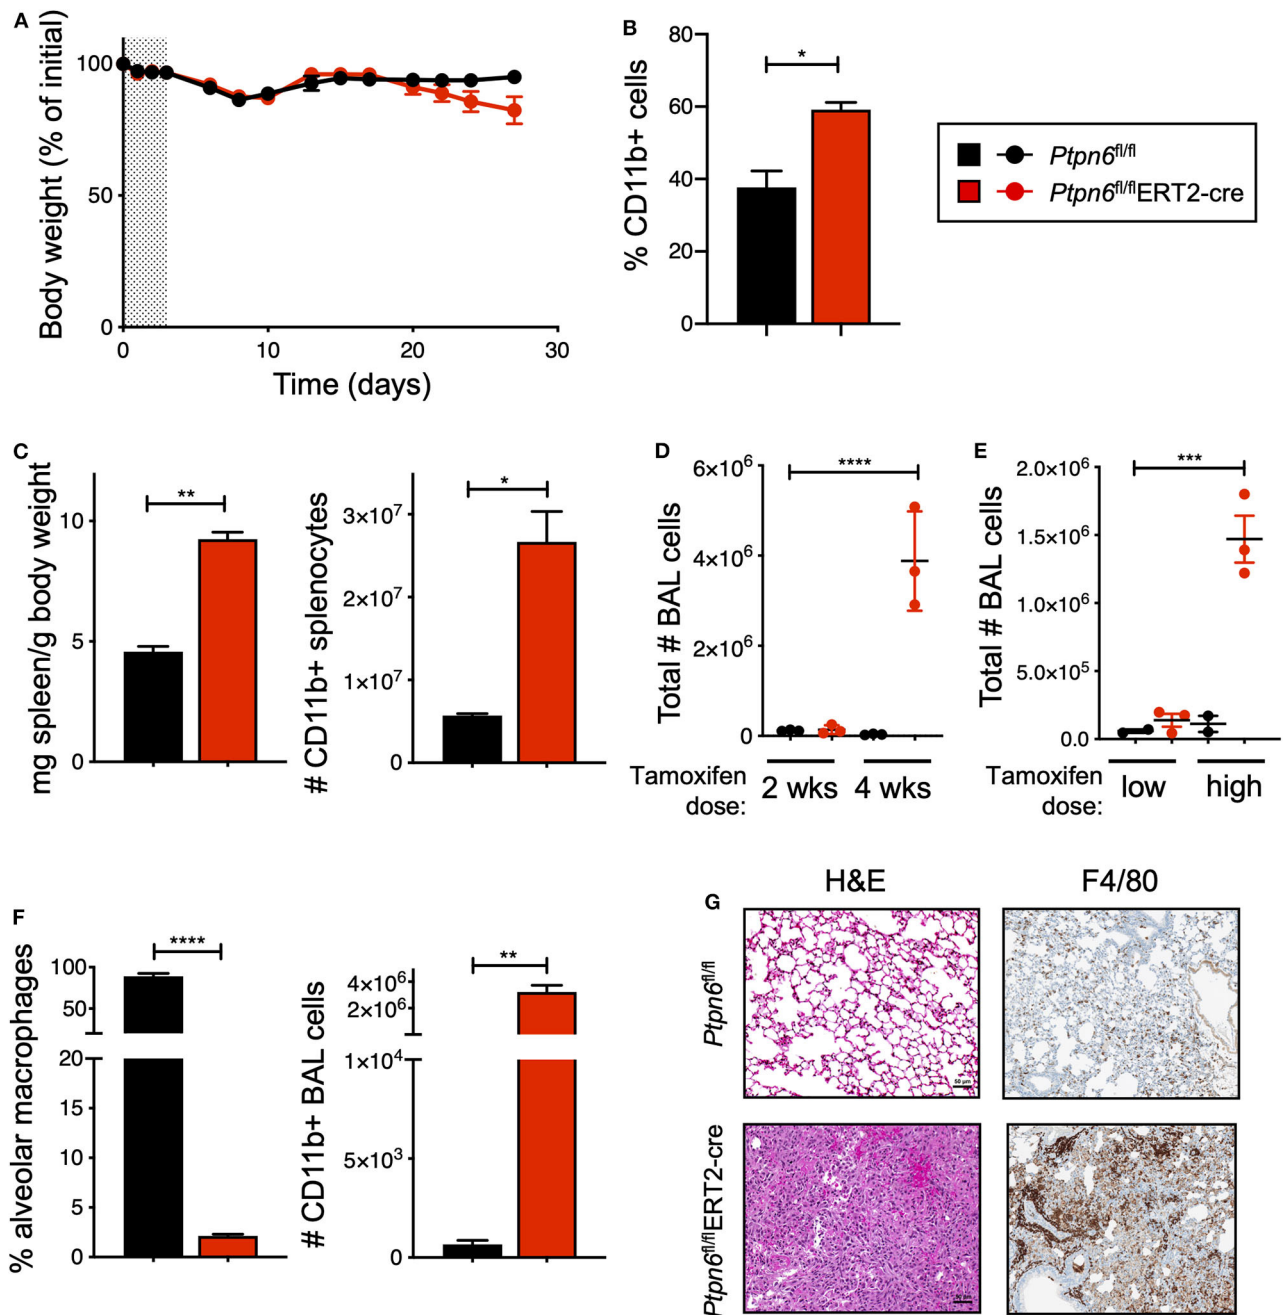 A
Body weight (% of initial)
100
50
0
0
10
20
30
Time (days)
B
% CD11b+ cells
80
60
40
20
0
*
Ptpn6fl/fl
Ptpn6fl/flERT2-cre
C
mg spleen/g body weight
10
5
0
**
# CD11b+ splenocytes
3×10⁷
2×10⁷
1×10⁷
0
*
D
Total # BAL cells
6×10⁶
4×10⁶
2×10⁶
0
****
Tamoxifen
dose:
2 wks
4 wks
E
Total # BAL cells
2.0×10⁶
1.5×10⁶
1.0×10⁶
5.0×10⁵
0.0
***
Tamoxifen
dose:
low
high
F
% alveolar macrophages
100
50
20
15
10
5
0
****
# CD11b+ BAL cells
4×10⁶
2×10⁶
1×10⁴
5×10³
0
**
G
H&E
F4/80
Ptpn6fl/fl
50 µm
Ptpn6fl/flERT2-cre
50 µm